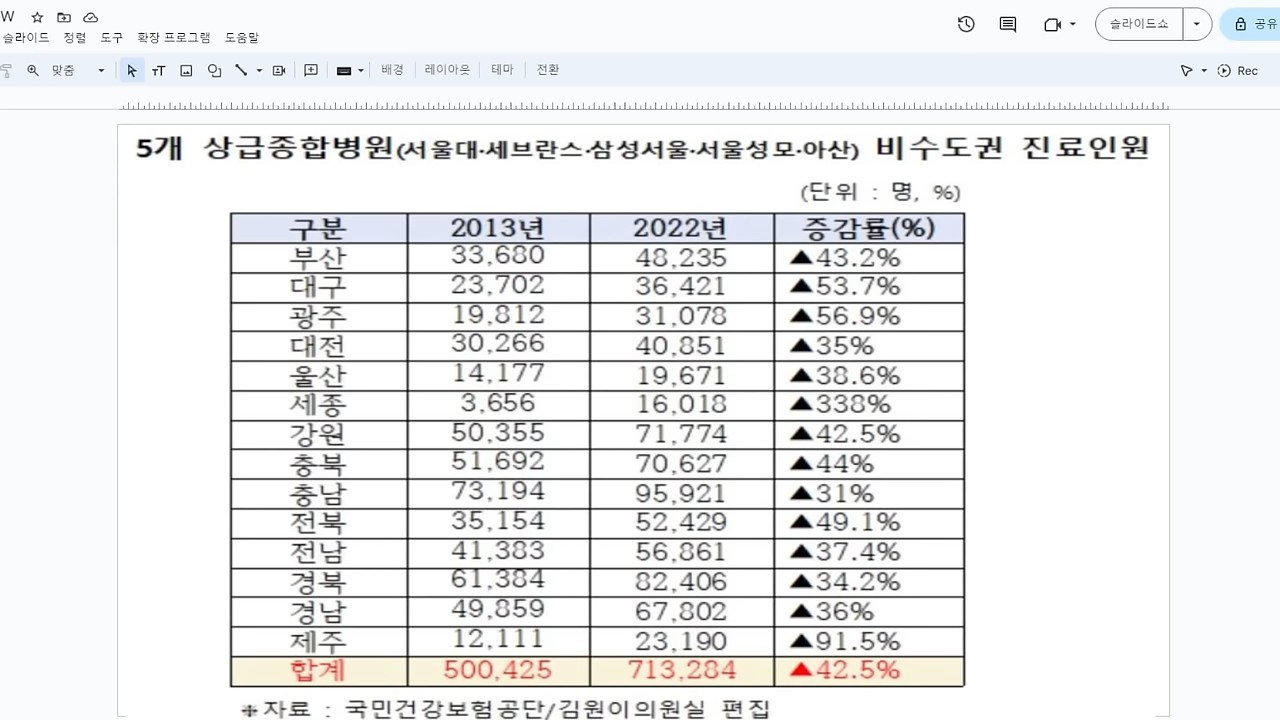 W
슬라이드 정렬 도구 확장 프로그램 도움말
슬라이드쇼
공유
맞춤
배경 레이아웃 테마 전환
Rec
5개 상급종합병원(서울대·세브란스·삼성서울·서울성모·아산) 비수도권 진료인원
(단위 : 명, %)
구분 2013년 2022년 증감률(%)
부산 33,680 48,235 ▲43.2%
대구 23,702 36,421 ▲53.7%
광주 19,812 31,078 ▲56.9%
대전 30,266 40,851 ▲35%
울산 14,177 19,671 ▲38.6%
세종 3,656 16,018 ▲338%
강원 50,355 71,774 ▲42.5%
충북 51,692 70,627 ▲44%
충남 73,194 95,921 ▲31%
전북 35,154 52,429 ▲49.1%
전남 41,383 56,861 ▲37.4%
경북 61,384 82,406 ▲34.2%
경남 49,859 67,802 ▲36%
제주 12,111 23,190 ▲91.5%
합계 500,425 713,284 ▲42.5%
※자료 : 국민건강보험공단/김원이의원실 편집